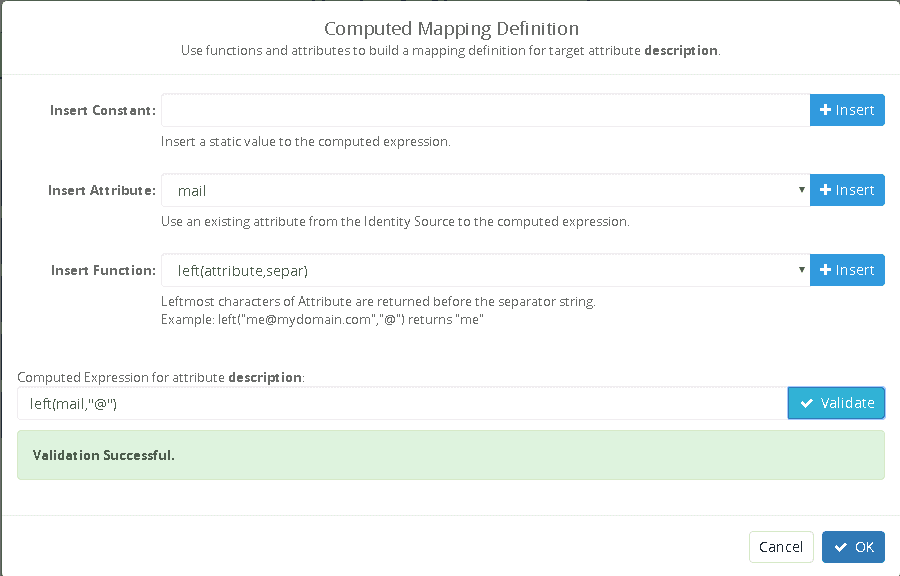 Computed Mapping Definition
Use functions and attributes to build a mapping definition for target attribute description.
Insert Constant:
Insert
Insert a static value to the computed expression.
Insert Attribute:
mail
Insert
Use an existing attribute from the Identity Source to the computed expression.
Insert Function:
left(attribute,separ)
Insert
Leftmost characters of Attribute are returned before the separator string.
Example: left("me@mydomain.com","@") returns "me"
Computed Expression for attribute description:
left(mail,"@")
Validate
Validation Successful.
Cancel
OK